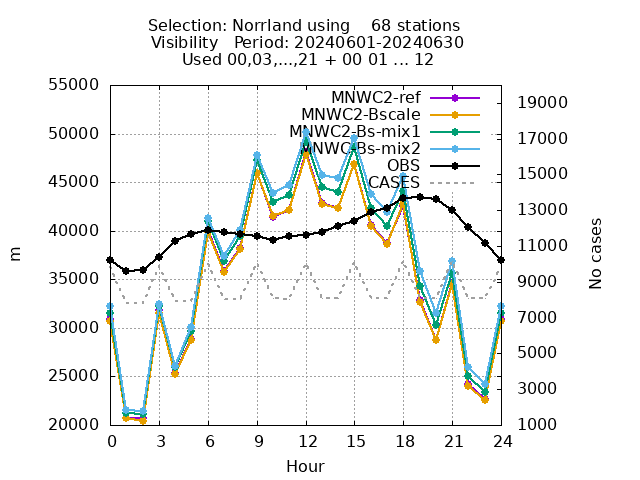 Selection: Norrland using    68 stations
Visibility   Period: 20240601-20240630
Used 00,03,...,21 + 00 01 ... 12
MNWC2-ref
MNWC2-Bscale
MNWC2-Bs-mix1
MNWC2-Bs-mix2
OBS
CASES
55000
50000
45000
40000
35000
30000
25000
20000
m
19000
17000
15000
13000
11000
9000
7000
5000
3000
1000
No cases
0 3 6 9 12 15 18 21 24
Hour